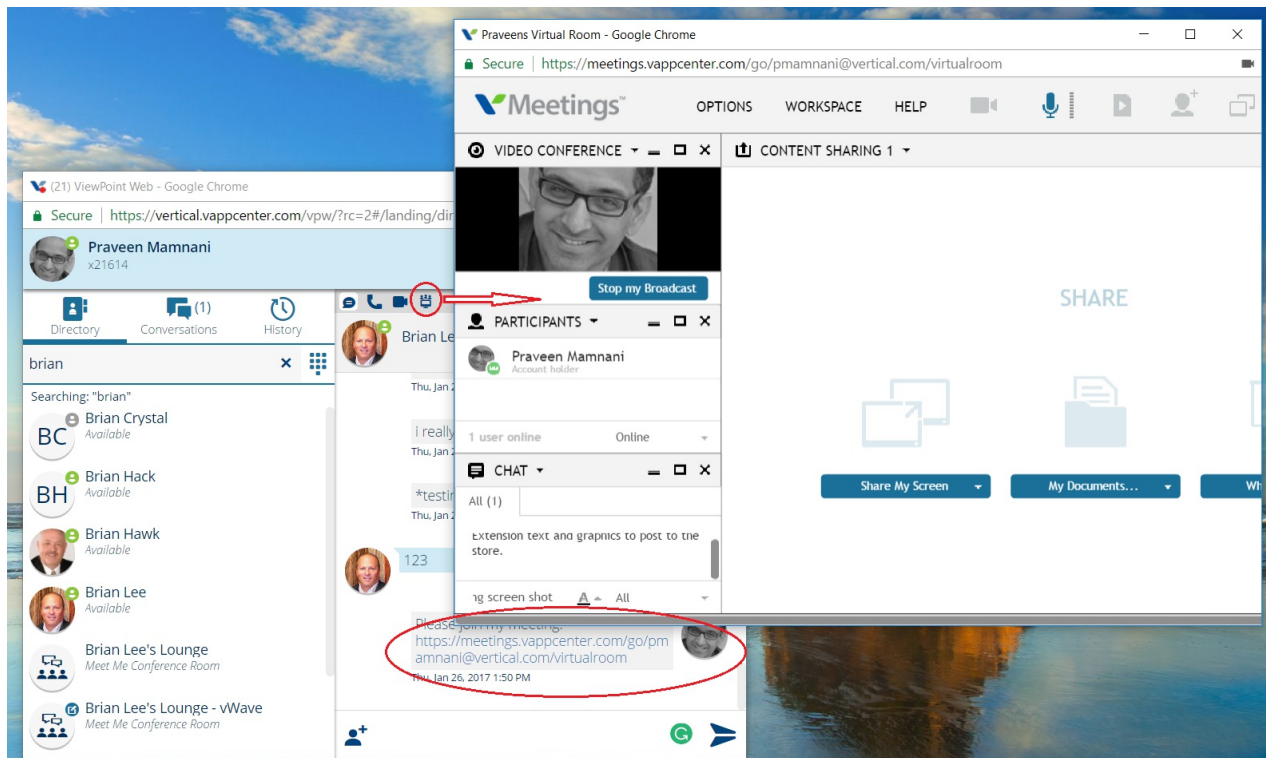 Praveens Virtual Room - Google Chrome
Secure | https://meetings.vappcenter.com/go/pmamnani@vertical.com/virtualroom
Meetings™
OPTIONS WORKSPACE HELP
VIDEO CONFERENCE
CONTENT SHARING 1
Stop my Broadcast
PARTICIPANTS
Praveen Mamnani
Account holder
1 user online Online
CHAT
All (1)
Extension text and graphics to post to the
store.
ng screen shot A All
SHARE
Share My Screen
My Documents...
Wh
(21) ViewPoint Web - Google Chrome
Secure | https://vertical.vappcenter.com/vpw/?rc=2#/landing/dir
Praveen Mamnani
x21614
Directory
(1)
Conversations
History
brian
Searching: "brian"
BC
Brian Crystal
Available
BH
Brian Hack
Available
Brian Hawk
Available
Brian Lee
Available
Brian Lee's Lounge
Meet Me Conference Room
Brian Lee's Lounge - vWave
Meet Me Conference Room
Brian Le
Thu, Jan 2
i really
Thu, Jan 2
*testin
Thu, Jan 2
123
Please join my meeting:
https://meetings.vappcenter.com/go/pm
amnani@vertical.com/virtualroom
Thu, Jan 26, 2017 1:50 PM
G